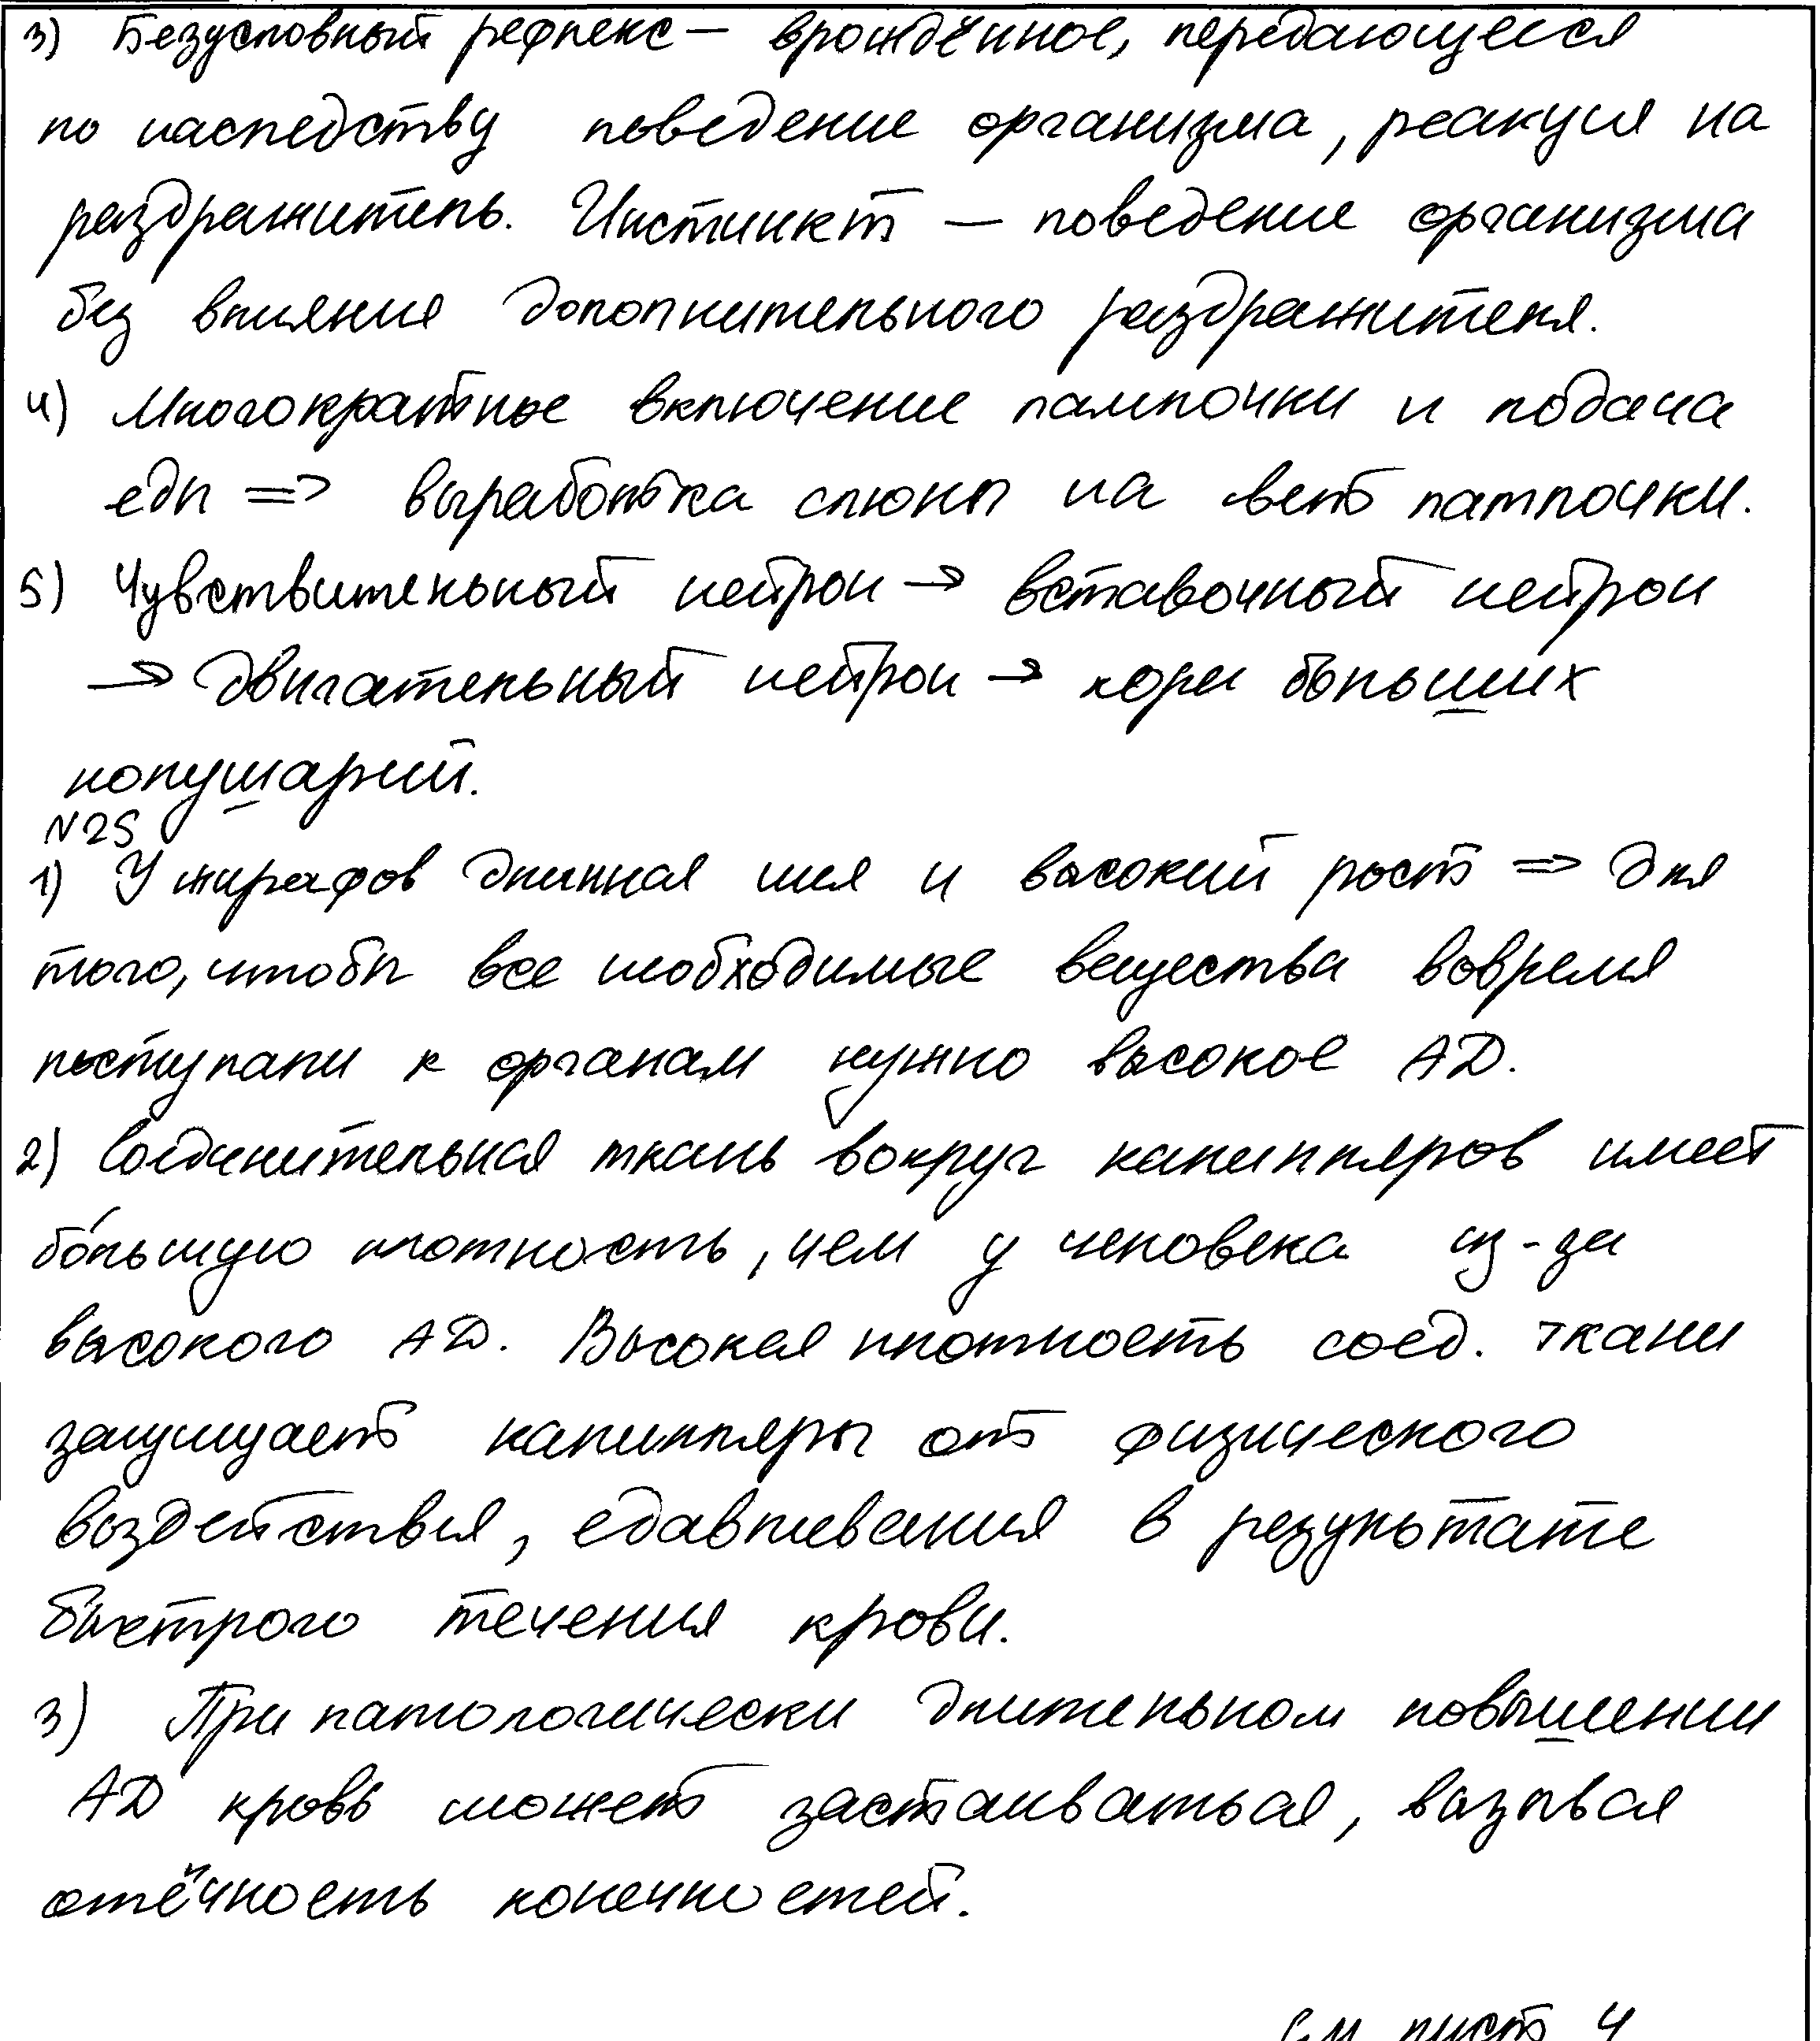 3) Безусловный рефлекс – врождённое, передающееся
по наследству поведение организма, реакция на
раздражитель. Инстинкт – поведение организма
без влияние дополнительного раздражителя.
4) Многократное включение лампочки и подача
еды => выработка слюны на свет лампочки.
5) Чувствительный нейрон → вставочный нейрон
→ двигательный нейрон → кора больших
полушарий.
N25
1) У жирафов длинная шея и высокий рост => для
того, чтобы все необходимые вещества вовремя
поступали к органам нужно высокое АД.
2) Соединительная ткань вокруг капилляров имеет
бо́льшую плотность, чем у человека из-за
высокого АД. Высокая плотность соед. ткани
защищает капилляры от физического
воздействия, сдавливания в результате
быстрого течения крови.
3) При патологически длительном повышении
АД кровь может застаиваться, вызывая
отёчность конечностей.
См лист 4